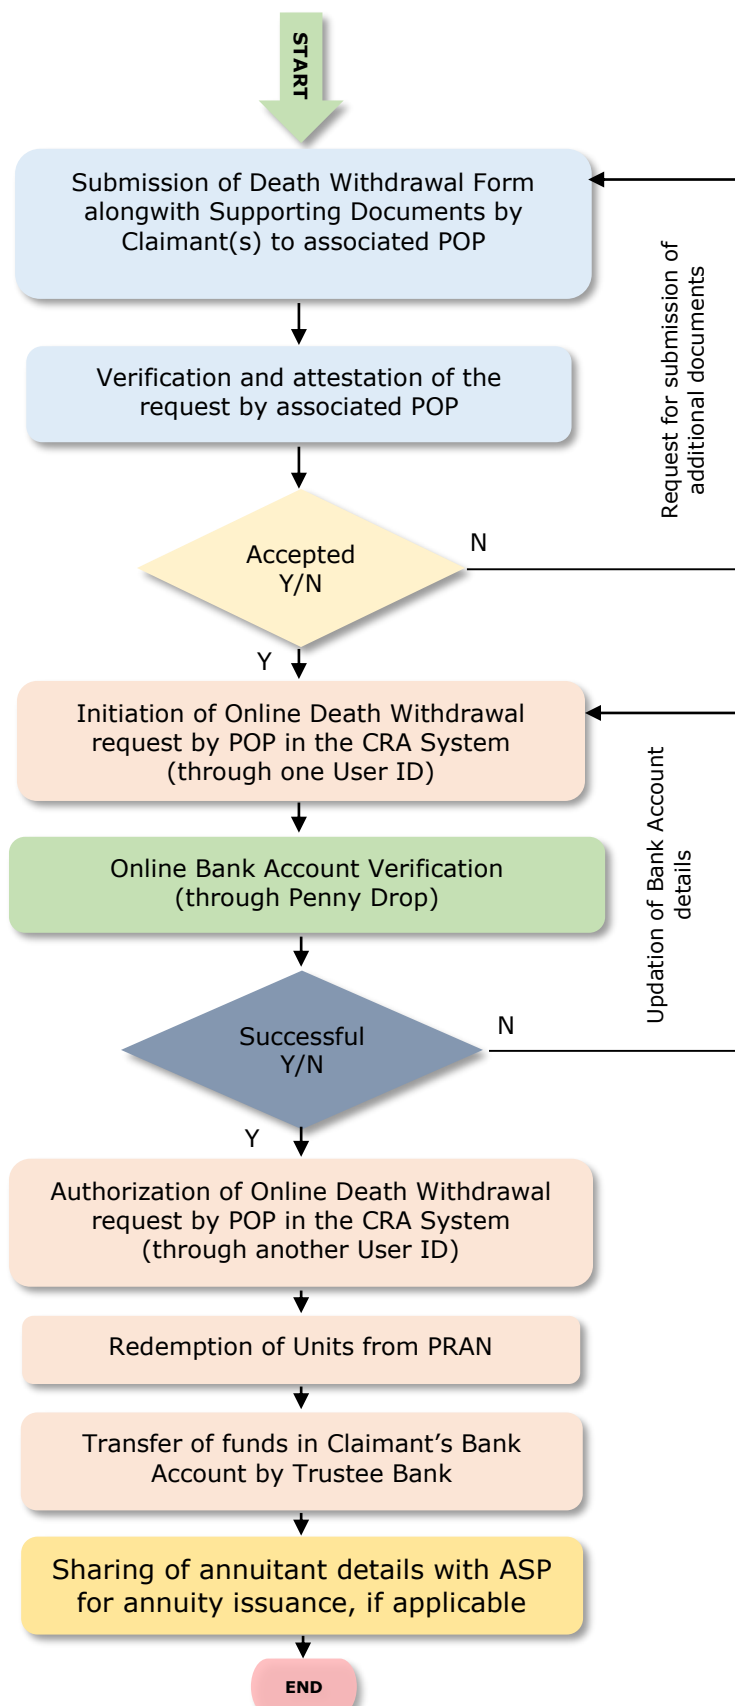 START
Submission of Death Withdrawal Form
alongwith Supporting Documents by
Claimant(s) to associated POP
Request for submission of
additional documents
Verification and attestation of the
request by associated POP
Accepted
Y/N
N
Y
Initiation of Online Death Withdrawal
request by POP in the CRA System
(through one User ID)
Updation of Bank Account
details
Online Bank Account Verification
(through Penny Drop)
Successful
Y/N
N
Y
Authorization of Online Death Withdrawal
request by POP in the CRA System
(through another User ID)
Redemption of Units from PRAN
Transfer of funds in Claimant’s Bank
Account by Trustee Bank
Sharing of annuitant details with ASP
for annuity issuance, if applicable
END